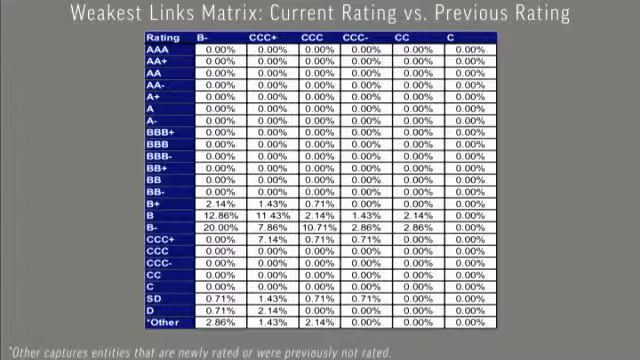 Weakest Links Matrix: Current Rating vs. Previous Rating
Rating B- CCC+ CCC CCC- CC C
AAA 0.00% 0.00% 0.00% 0.00% 0.00% 0.00%
AA+ 0.00% 0.00% 0.00% 0.00% 0.00% 0.00%
AA 0.00% 0.00% 0.00% 0.00% 0.00% 0.00%
AA- 0.00% 0.00% 0.00% 0.00% 0.00% 0.00%
A+ 0.00% 0.00% 0.00% 0.00% 0.00% 0.00%
A 0.00% 0.00% 0.00% 0.00% 0.00% 0.00%
A- 0.00% 0.00% 0.00% 0.00% 0.00% 0.00%
BBB+ 0.00% 0.00% 0.00% 0.00% 0.00% 0.00%
BBB 0.00% 0.00% 0.00% 0.00% 0.00% 0.00%
BBB- 0.00% 0.00% 0.00% 0.00% 0.00% 0.00%
BB+ 0.00% 0.00% 0.00% 0.00% 0.00% 0.00%
BB 0.00% 0.00% 0.00% 0.00% 0.00% 0.00%
BB- 0.00% 0.00% 0.00% 0.00% 0.00% 0.00%
B+ 2.14% 1.43% 0.71% 0.00% 0.00% 0.00%
B 12.86% 11.43% 2.14% 1.43% 2.14% 0.00%
B- 20.00% 7.86% 10.71% 2.86% 2.86% 0.00%
CCC+ 0.00% 7.14% 0.71% 0.71% 0.00% 0.00%
CCC 0.00% 0.00% 0.00% 0.00% 0.00% 0.00%
CCC- 0.00% 0.00% 0.00% 0.00% 0.00% 0.00%
CC 0.00% 0.00% 0.00% 0.00% 0.00% 0.00%
C 0.00% 0.00% 0.00% 0.00% 0.00% 0.00%
SD 0.71% 1.43% 0.71% 0.71% 0.00% 0.00%
D 0.71% 2.14% 0.00% 0.00% 0.00% 0.00%
*Other 2.86% 1.43% 2.14% 0.00% 0.00% 0.00%
*Other captures entities that are newly rated or were previously not rated.